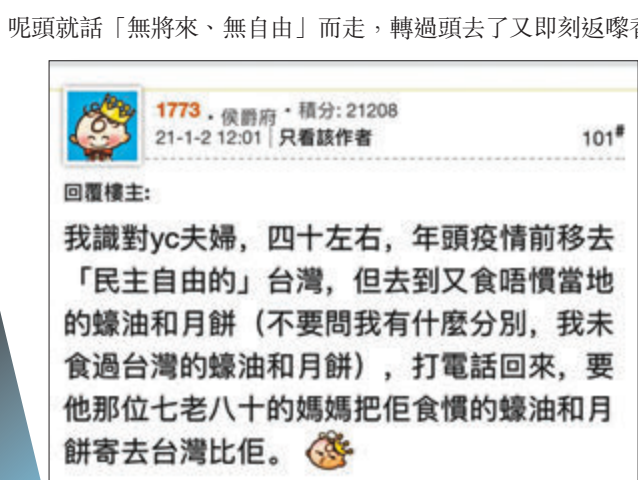 呢頭就話「無將來、無自由」而走，轉過頭去了又即刻返嚟
1773 . 侯爵府 • 積分: 21208
21-1-2 12:01 | 只看該作者 101#
回覆樓主:
我識對yc夫婦，四十左右，年頭疫情前移去
「民主自由的」台灣，但去到又食唔慣當地
的蠔油和月餅（不要問我有什麼分別，我未
食過台灣的蠔油和月餅），打電話回來，要
他那位七老八十的媽媽把佢食慣的蠔油和月
餅寄去台灣比佢。